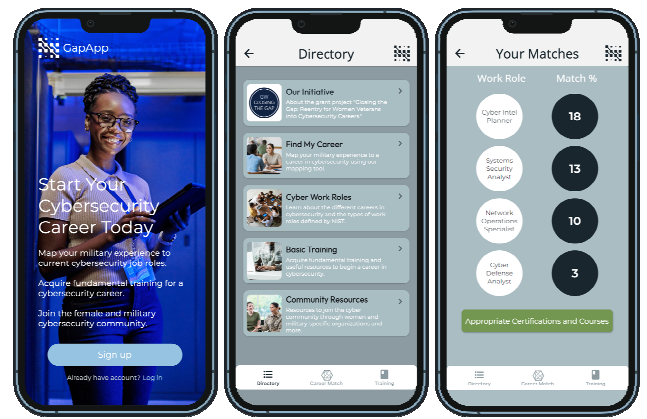 GapApp
Start Your
Cybersecurity
Career Today
Map your military experience to
current cybersecurity job roles.
Acquire fundamental training for a
cybersecurity career.
Join the female and military
cybersecurity community.
Sign up
Already have account? Log in
Directory
CLOSING
THE GAP
Our Initiative
About the grant project "Closing the
Gap: Reentry for Women Veterans
into Cybersecurity Careers."
Find My Career
Map your military experience to a
career in cybersecurity using our
mapping tool.
Cyber Work Roles
Learn about the different careers in
cybersecurity and the types of work
roles defined by NIST.
Basic Training
Acquire fundamental training and
useful resources to begin a career in
cybersecurity.
Community Resources
Resources to join the cyber
community through women and
military-specific organizations and
more.
Directory
Career Match
Training
Your Matches
Work Role Match %
Cyber Intel
Planner
18
Systems
Security
Analyst
13
Network
Operations
Specialist
10
Cyber
Defense
Analyst
3
Appropriate Certifications and Courses
Directory
Career Match
Training